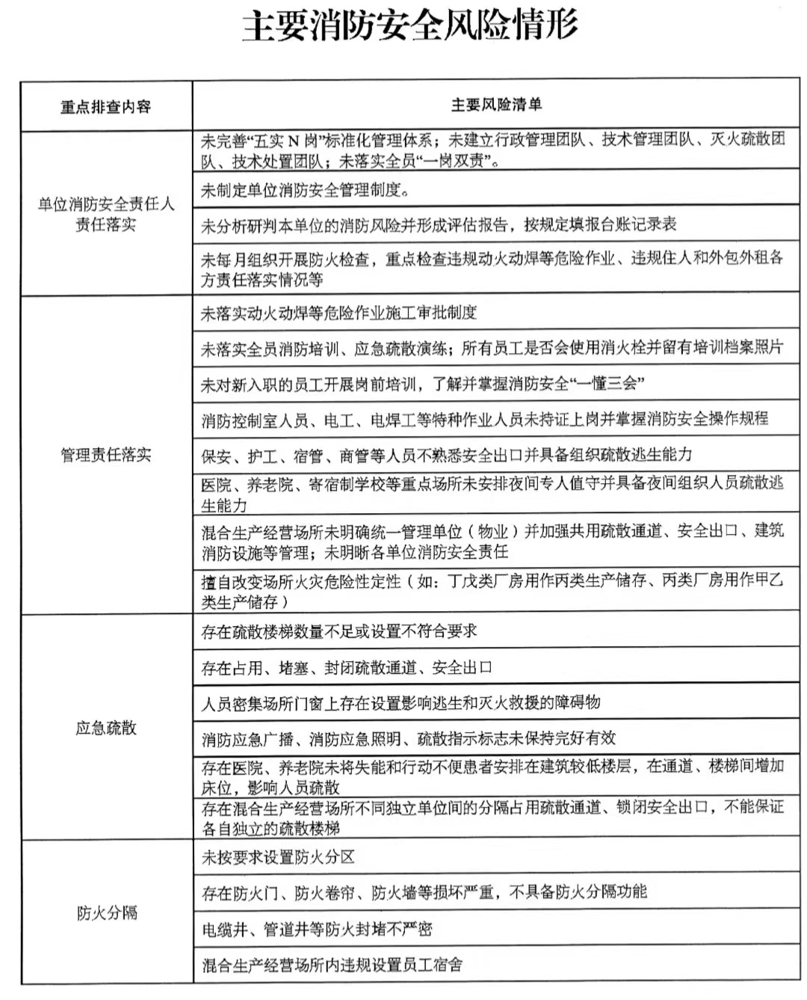 主要消防安全风险情形
重点排查内容
主要风险清单
单位消防安全责任人
责任落实
未完善“五实 N 岗”标准化管理体系；未建立行政管理团队、技术管理团队、灭火疏散团
队、技术处置团队；未落实全员“一岗双责”。
未制定单位消防安全管理制度。
未分析研判本单位的消防风险并形成评估报告，按规定填报台账记录表
未每月组织开展防火检查，重点检查违规动火动焊等危险作业、违规住人和外包外租各
方责任落实情况等
管理责任落实
未落实动火动焊等危险作业施工审批制度
未落实全员消防培训、应急疏散演练；所有员工是否会使用消火栓并留有培训档案照片
未对新入职的员工开展岗前培训，了解并掌握消防安全“一懂三会”
消防控制室人员、电工、电焊工等特种作业人员未持证上岗并掌握消防安全操作规程
保安、护工、宿管、商管等人员不熟悉安全出口并具备组织疏散逃生能力
医院、养老院、寄宿制学校等重点场所未安排夜间专人值守并具备夜间组织人员疏散逃
生能力
混合生产经营场所未明确统一管理单位（物业）并加强共用疏散通道、安全出口、建筑
消防设施等管理；未明晰各单位消防安全责任
擅自改变场所火灾危险性定性（如：丁戊类厂房用作丙类生产储存、丙类厂房用作甲乙
类生产储存）
应急疏散
存在疏散楼梯数量不足或设置不符合要求
存在占用、堵塞、封闭疏散通道、安全出口
人员密集场所门窗上存在设置影响逃生和灭火救援的障碍物
消防应急广播、消防应急照明、疏散指示标志未保持完好有效
存在医院、养老院未将失能和行动不便患者安排在建筑较低楼层，在通道、楼梯间增加
床位，影响人员疏散
存在混合生产经营场所不同独立单位间的分隔占用疏散通道、锁闭安全出口，不能保证
各自独立的疏散楼梯
防火分隔
未按要求设置防火分区
存在防火门、防火卷帘、防火墙等损坏严重，不具备防火分隔功能
电缆井、管道井等防火封堵不严密
混合生产经营场所内违规设置员工宿舍